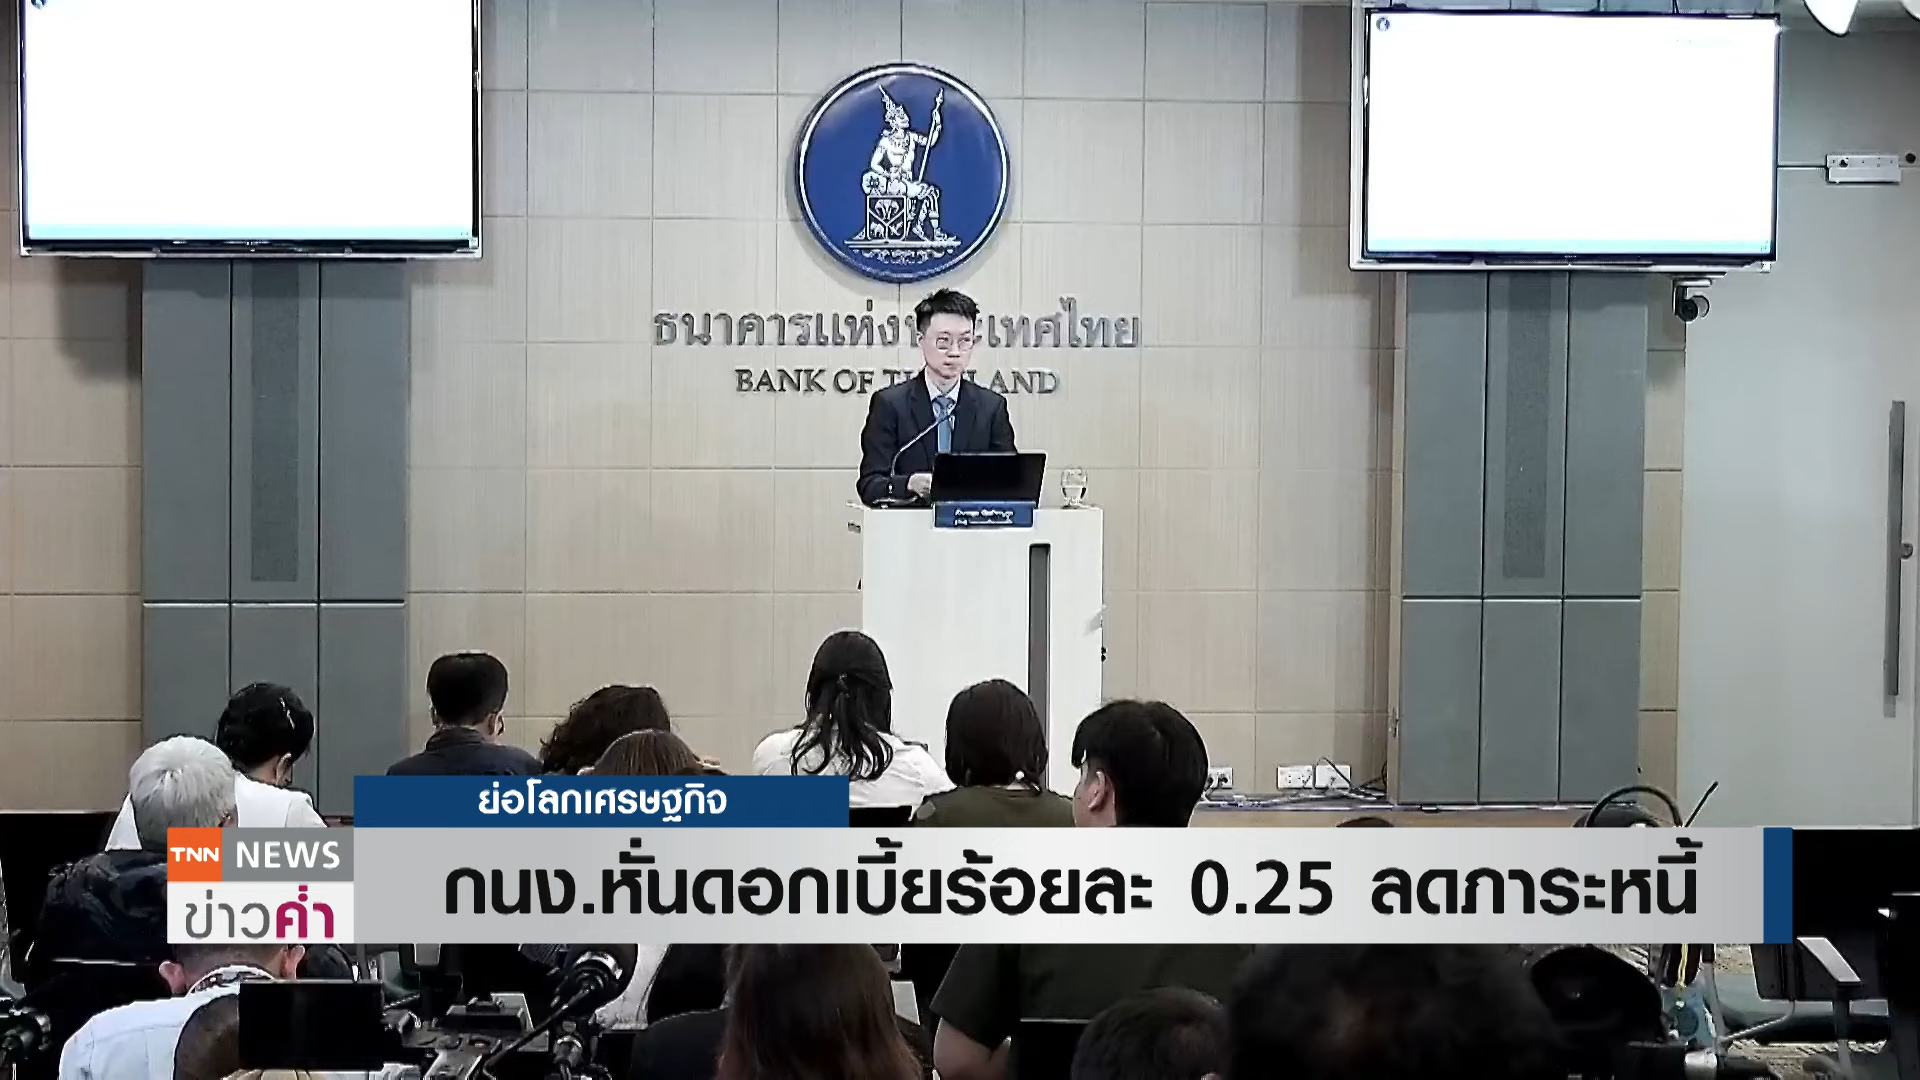 ธนาคารแห่งประเทศไทย
BANK OF THAILAND
ย่อโลกเศรษฐกิจ
TNN NEWS
ข่าวค่ำ
กนง.หั่นดอกเบี้ยร้อยละ 0.25 ลดภาระหนี้